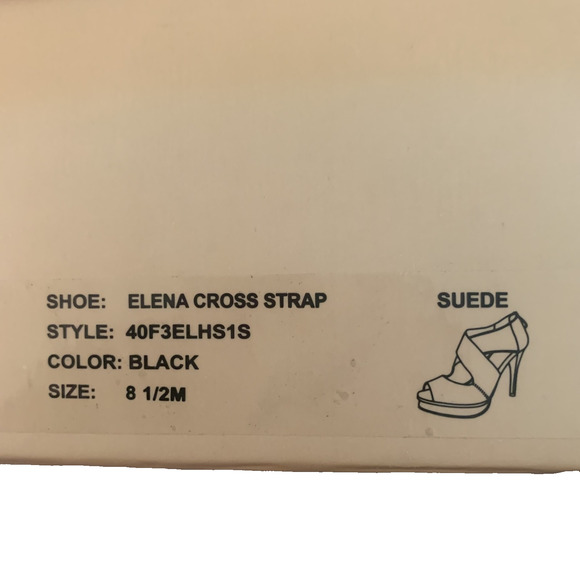 SHOE: ELENA CROSS STRAP SUEDE
STYLE: 40F3ELHS1S
COLOR: BLACK
SIZE: 8 1/2M